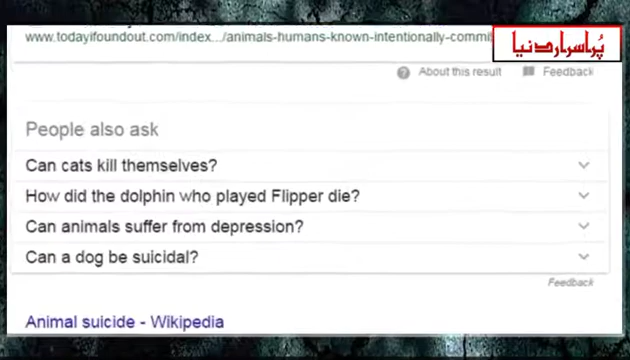 پُراسرار دنیا
www.todayifoundout.com/index.../animals-humans-known-intentionally-commi
About this result Feedback
People also ask
Can cats kill themselves?
How did the dolphin who played Flipper die?
Can animals suffer from depression?
Can a dog be suicidal?
Feedback
Animal suicide - Wikipedia